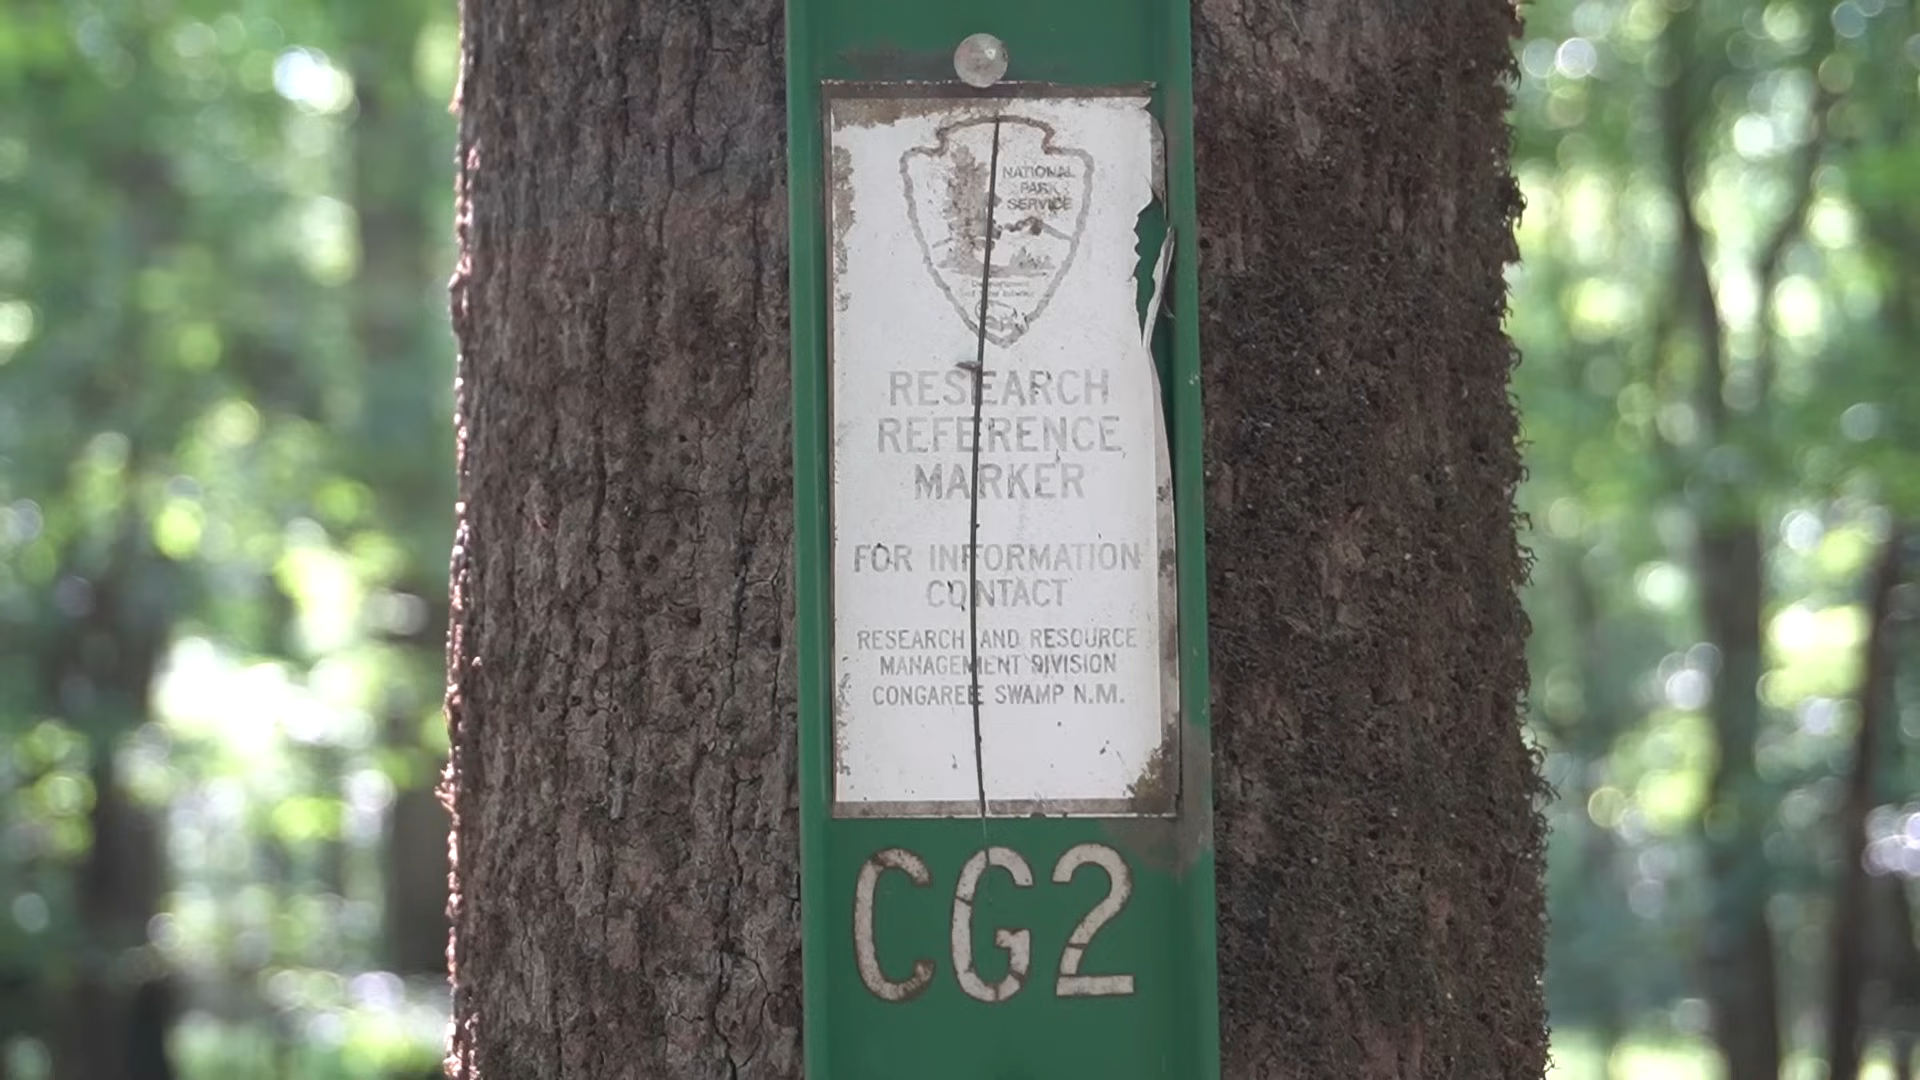 NATIONAL
PARK
SERVICE
RESEARCH
REFERENCE
MARKER
FOR INFORMATION
CONTACT
RESEARCH AND RESOURCE
MANAGEMENT DIVISION
CONGAREE SWAMP N.M.
CG2